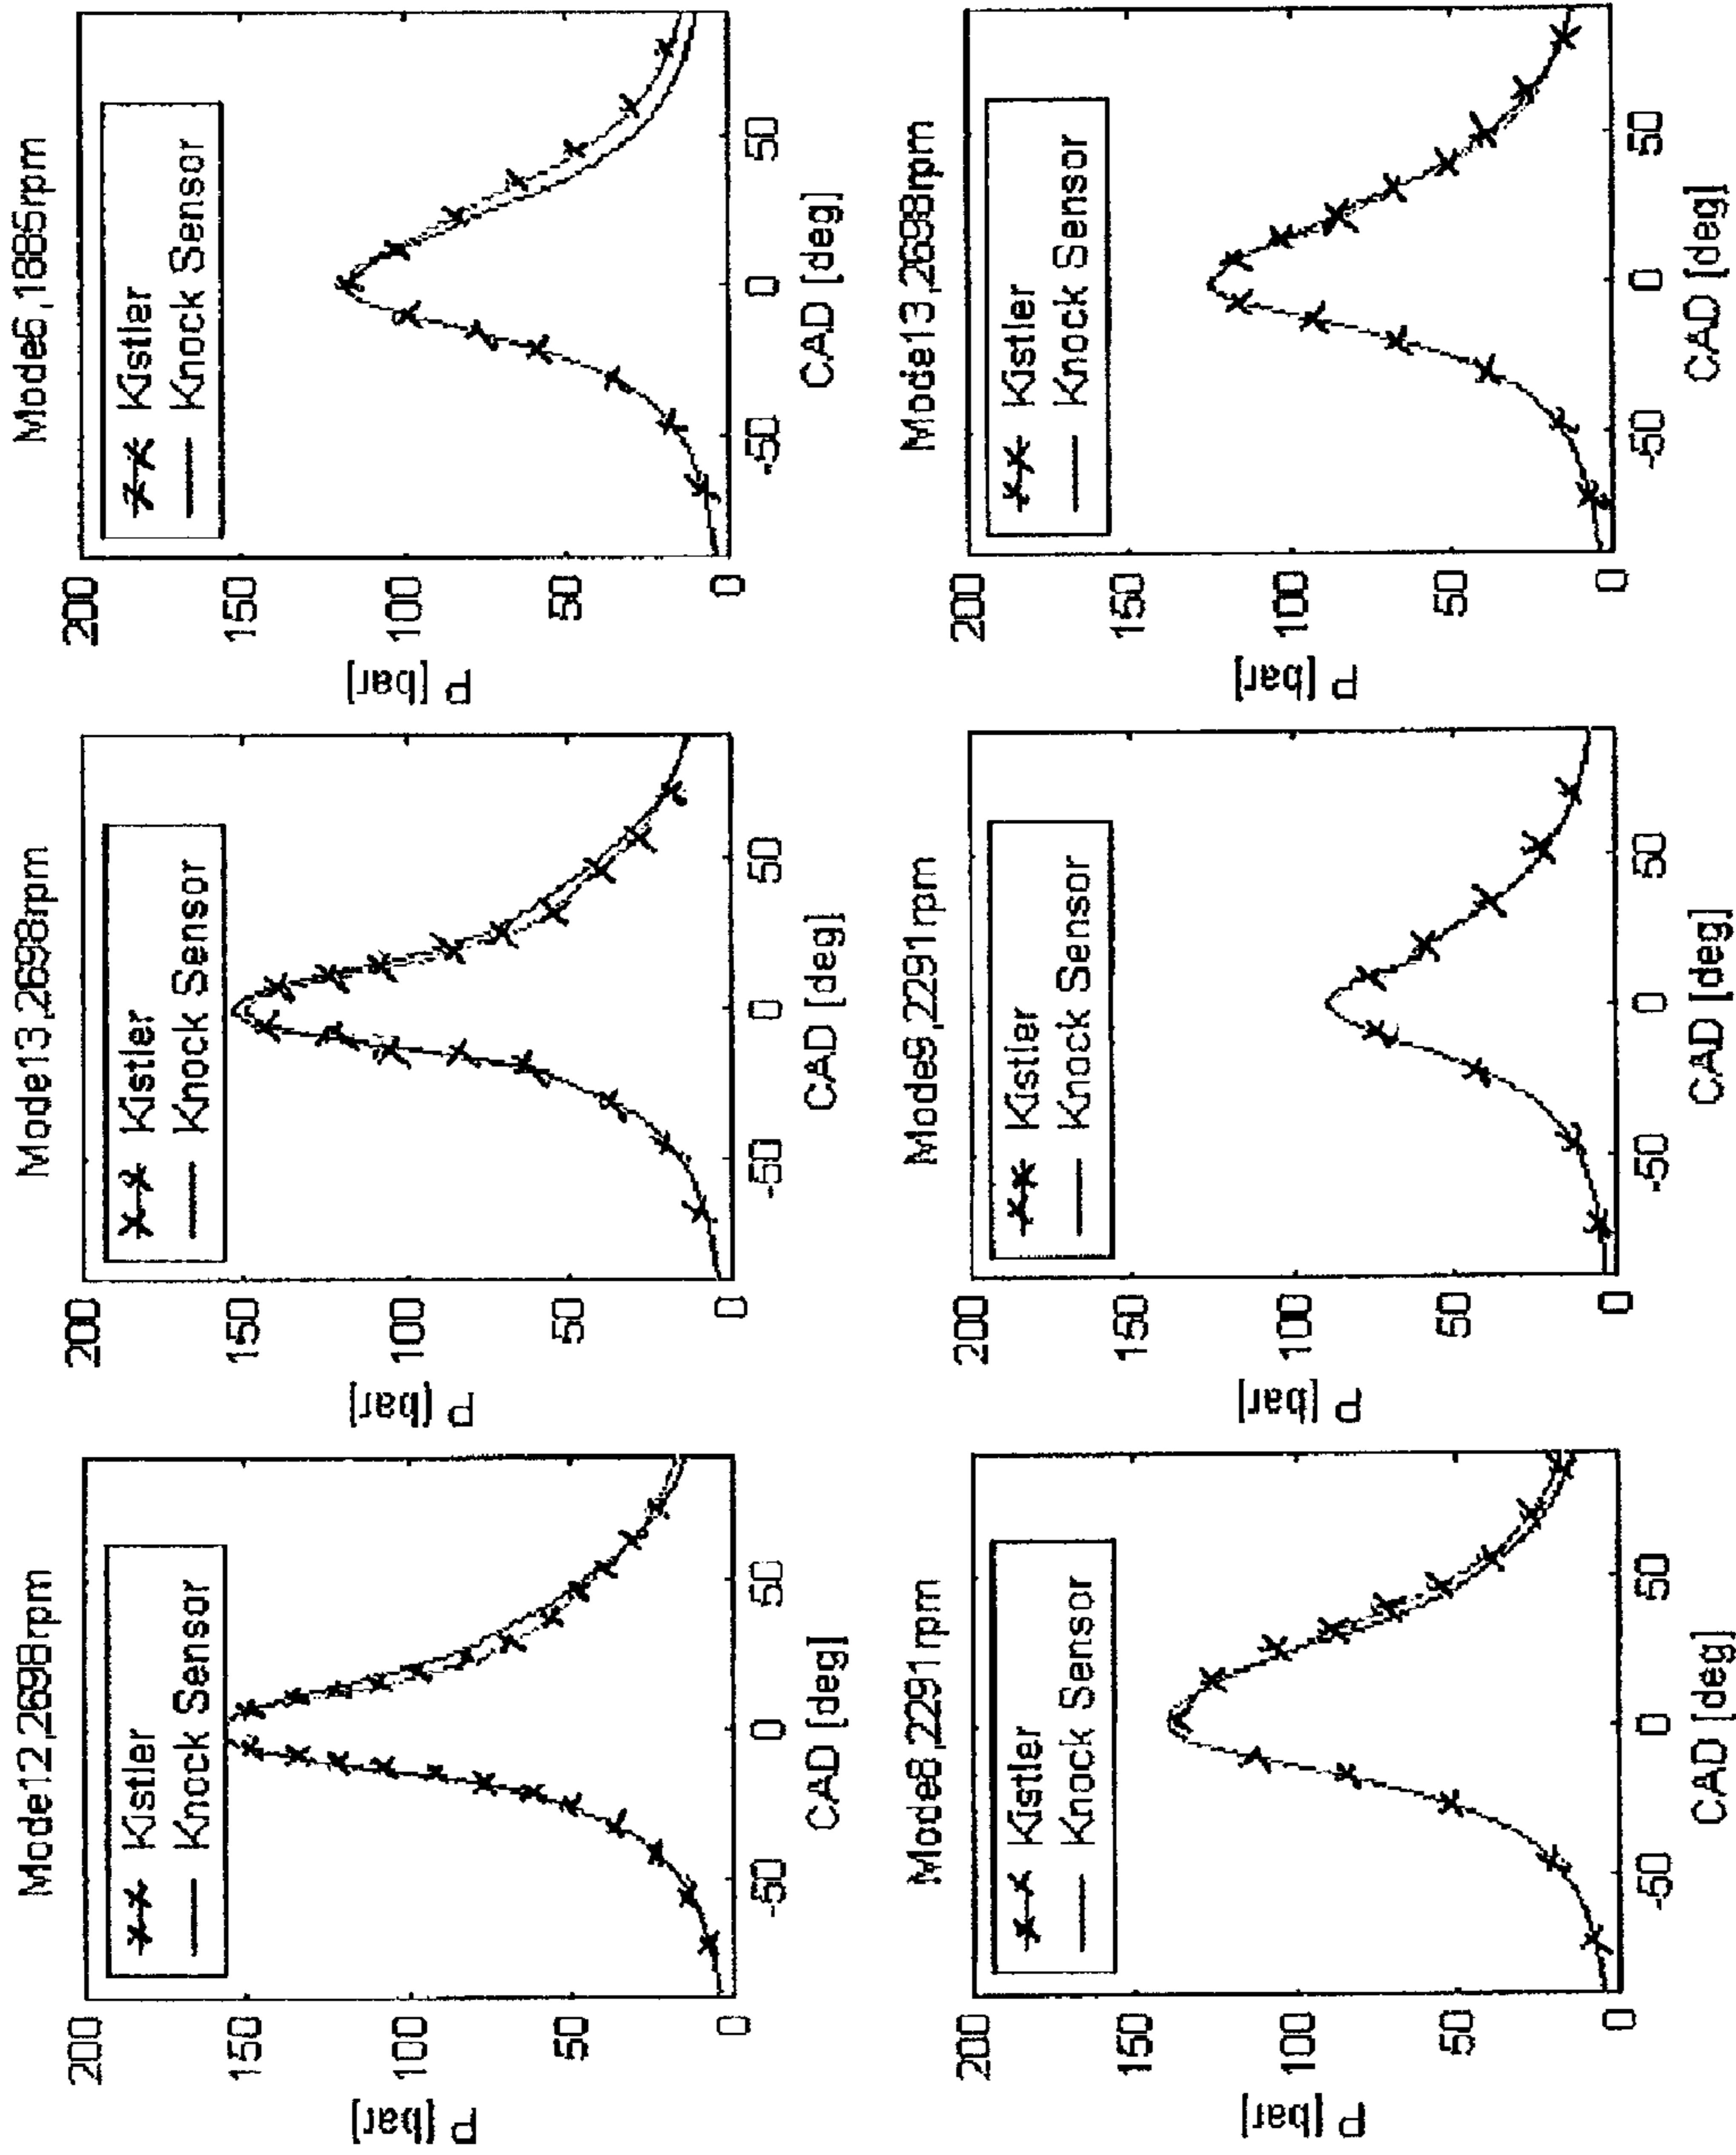 Mode12,2698rpm
Kistler
Knock Sensor
200
150
100
50
0
P [bar]
-50
0
50
CAD [deg]
Mode13,2698rpm
Kistler
Knock Sensor
200
150
100
50
0
P [bar]
-50
0
50
CAD [deg]
Mode6,1886rpm
Kistler
Knock Sensor
200
150
100
50
0
P [bar]
-50
0
50
CAD [deg]
Mode8,2291rpm
Kistler
Knock Sensor
200
150
100
50
0
P [bar]
-50
0
50
CAD [deg]
Mode9,2291rpm
Kistler
Knock Sensor
200
150
100
50
0
P [bar]
-50
0
50
CAD [deg]
Mode13,2698rpm
Kistler
Knock Sensor
200
150
100
50
0
P [bar]
-50
0
50
CAD [deg]